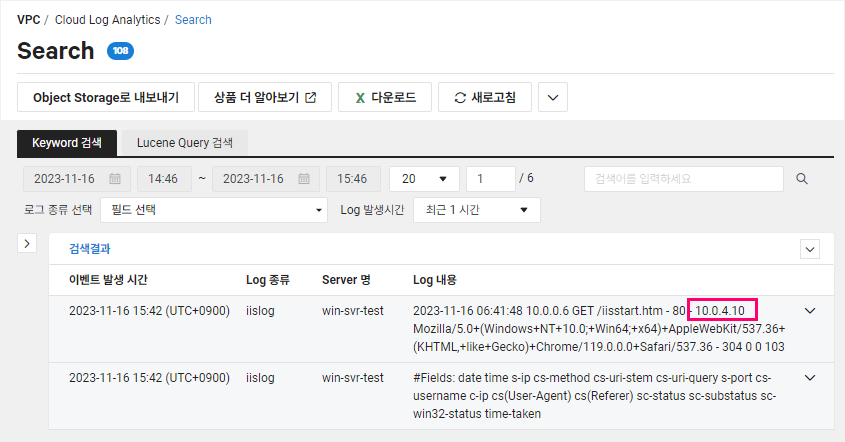 VPC / Cloud Log Analytics / Search
Search 108
Object Storage로 내보내기 상품 더 알아보기 다운로드 새로고침
Keyword 검색 Lucene Query 검색
2023-11-16 14:46 ~ 2023-11-16 15:46 20 1 / 6 검색어를 입력하세요
로그 종류 선택 필드 선택 Log 발생시간 최근 1 시간
검색결과
이벤트 발생 시간 Log 종류 Server 명 Log 내용
2023-11-16 15:42 (UTC+0900) iislog win-svr-test 2023-11-16 06:41:48 10.0.0.6 GET /iisstart.htm - 80 - 10.0.4.10
Mozilla/5.0+(Windows+NT+10.0;+Win64;+x64)+AppleWebKit/537.36+
(KHTML,+like+Gecko)+Chrome/119.0.0.0+Safari/537.36 - 304 0 0 103
2023-11-16 15:42 (UTC+0900) iislog win-svr-test #Fields: date time s-ip cs-method cs-uri-stem cs-uri-query s-port cs-
username c-ip cs(User-Agent) cs(Referer) sc-status sc-substatus sc-
win32-status time-taken